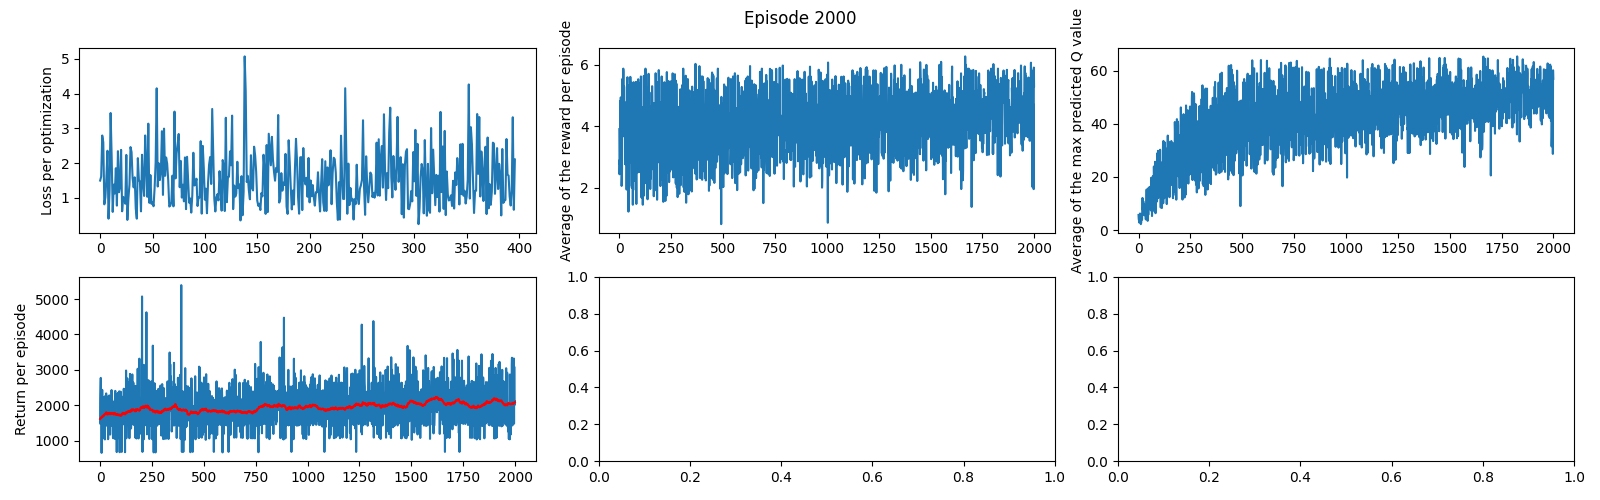 Episode 2000
Loss per optimization
5
4
3
2
1
0 50 100 150 200 250 300 350 400
Average of the reward per episode
6
4
2
0 250 500 750 1000 1250 1500 1750 2000
Average of the max predicted Q value
60
40
20
0
0 250 500 750 1000 1250 1500 1750 2000
Return per episode
5000
4000
3000
2000
1000
0 250 500 750 1000 1250 1500 1750 2000
1.0
0.8
0.6
0.4
0.2
0.0
0.0 0.2 0.4 0.6 0.8 1.0
1.0
0.8
0.6
0.4
0.2
0.0
0.0 0.2 0.4 0.6 0.8 1.0